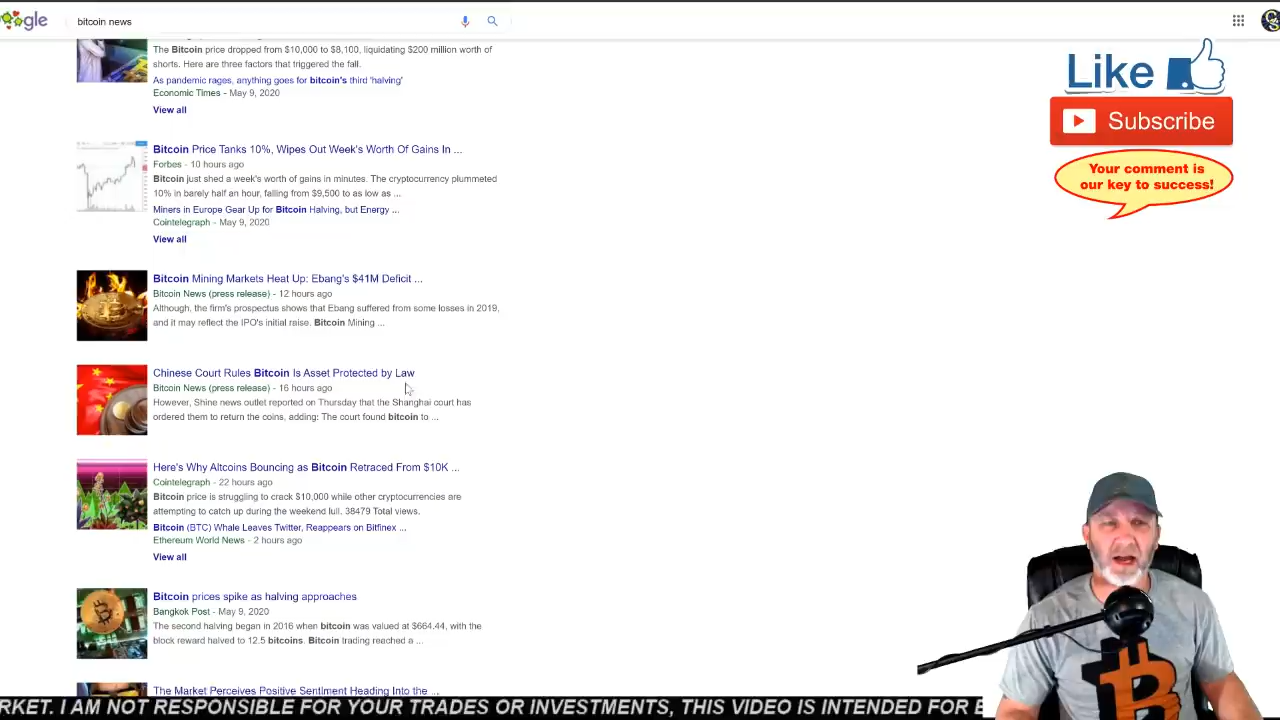 gle
bitcoin news
The Bitcoin price dropped from $10,000 to $8,100, liquidating $200 million worth of
shorts. Here are three factors that triggered the fall.
As pandemic rages, anything goes for bitcoin's third 'halving'
Economic Times - May 9, 2020
View all
Bitcoin Price Tanks 10%, Wipes Out Week's Worth Of Gains In ...
Forbes - 10 hours ago
Bitcoin just shed a week's worth of gains in minutes. The cryptocurrency plummeted
10% in barely half an hour, falling from $9,500 to as low as ...
Miners in Europe Gear Up for Bitcoin Halving, but Energy ...
Cointelegraph - May 9, 2020
View all
Bitcoin Mining Markets Heat Up: Ebang's $41M Deficit ...
Bitcoin News (press release) - 12 hours ago
Although, the firm's prospectus shows that Ebang suffered from some losses in 2019,
and it may reflect the IPO's initial raise. Bitcoin Mining ...
Chinese Court Rules Bitcoin Is Asset Protected by Law
Bitcoin News (press release) - 16 hours ago
However, Shine news outlet reported on Thursday that the Shanghai court has
ordered them to return the coins, adding: The court found bitcoin to ...
Here's Why Altcoins Bouncing as Bitcoin Retraced From $10K ...
Cointelegraph - 22 hours ago
Bitcoin price is struggling to crack $10,000 while other cryptocurrencies are
attempting to catch up during the weekend lull. 38479 Total views.
Bitcoin (BTC) Whale Leaves Twitter, Reappears on Bitfinex ...
Ethereum World News - 2 hours ago
View all
Bitcoin prices spike as halving approaches
Bangkok Post - May 9, 2020
The second halving began in 2016 when bitcoin was valued at $664.44, with the
block reward halved to 12.5 bitcoins. Bitcoin trading reached a ...
The Market Perceives Positive Sentiment Heading Into the ...
Like
Subscribe
Your comment is
our key to success!
RKET. I AM NOT RESPONSIBLE FOR YOUR TRADES OR INVESTMENTS, THIS VIDEO IS INTENDED FOR E